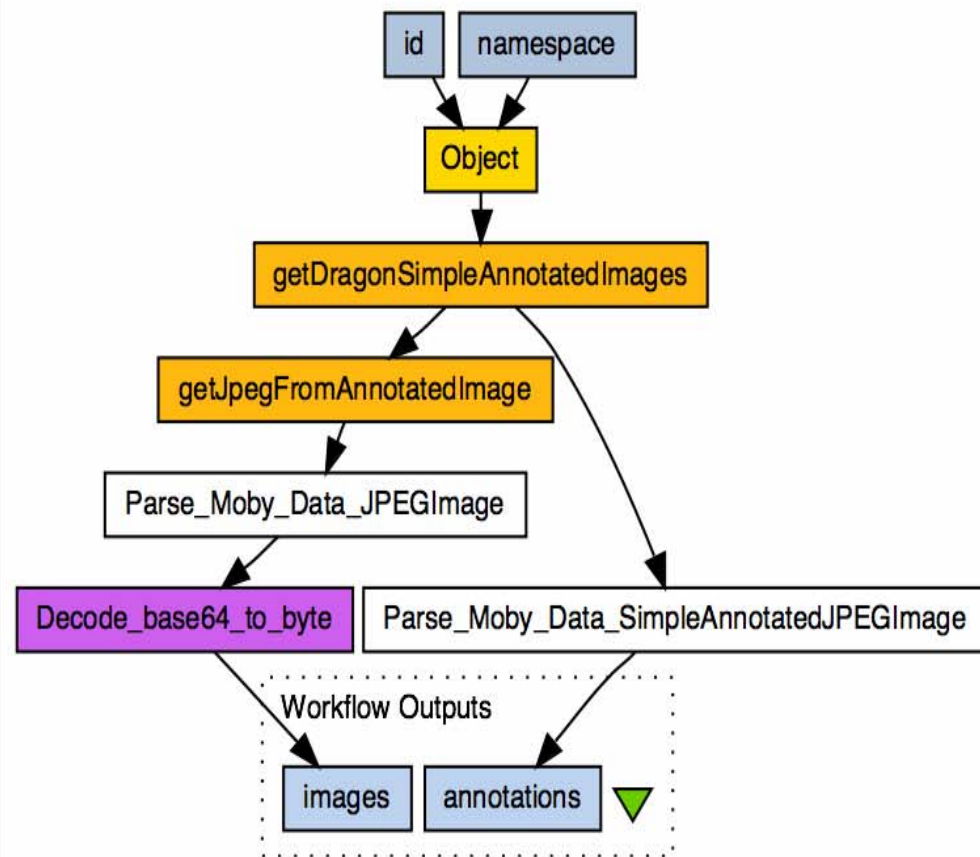 id
namespace
Object
getDragonSimpleAnnotatedImages
getJpegFromAnnotatedImage
Parse_Moby_Data_JPEGImage
Decode_base64_to_byte
Parse_Moby_Data_SimpleAnnotatedJPEGImage
Workflow Outputs
images
annotations